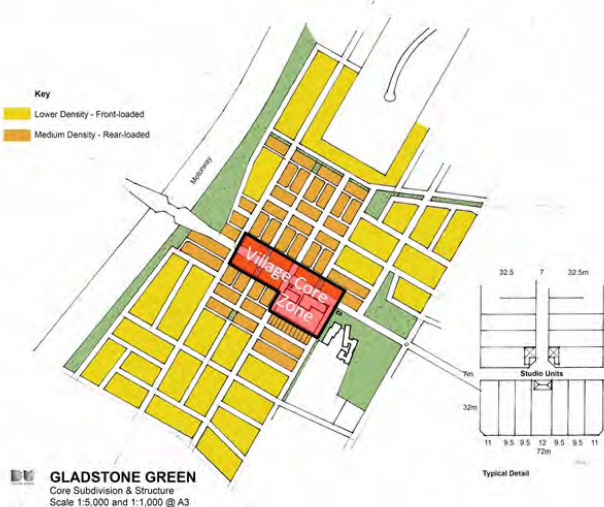 Key
Lower Density - Front-loaded
Medium Density - Rear-loaded
Motorway
Village Core
Zone
32.5 7 32.5m
7m
Studio Units
32m
11 9.5 9.5 12 9.5 9.5 11
72m
Typical Detail
GLADSTONE GREEN
Core Subdivision & Structure
Scale 1:5,000 and 1:1,000 @ A3